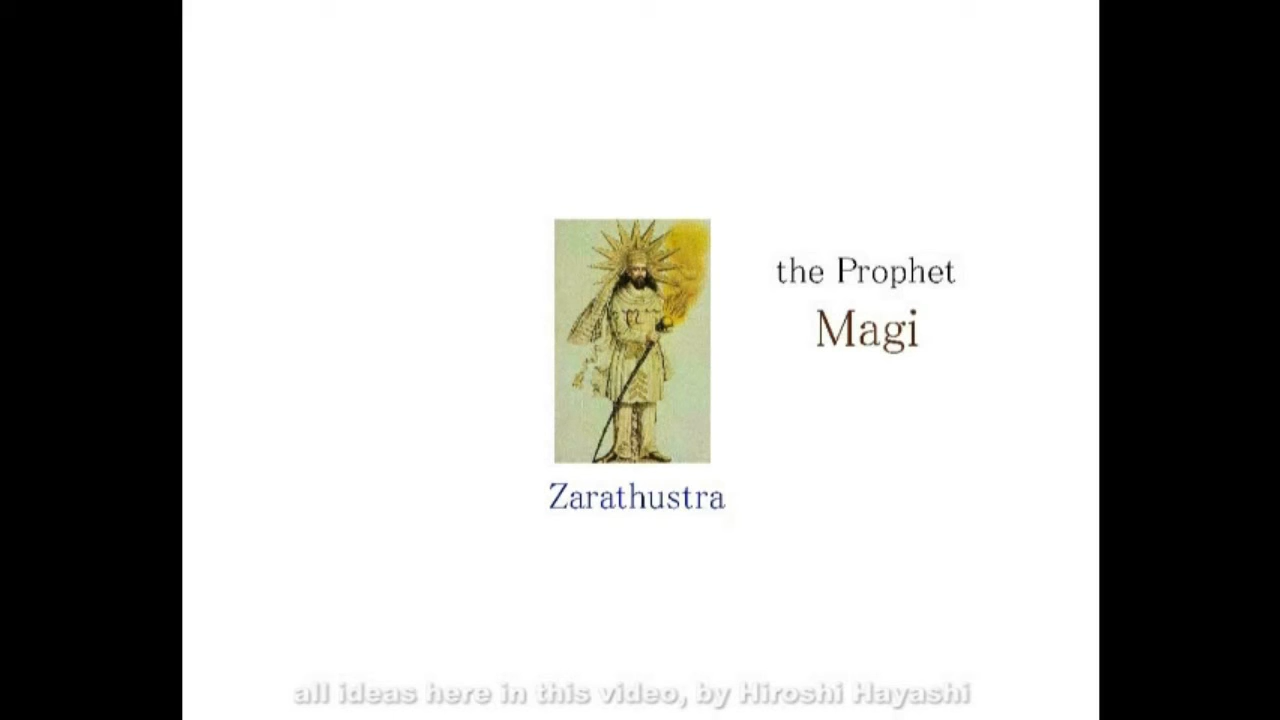 the Prophet
Magi
Zarathustra
all ideas here in this video, by Hiroshi Hayashi